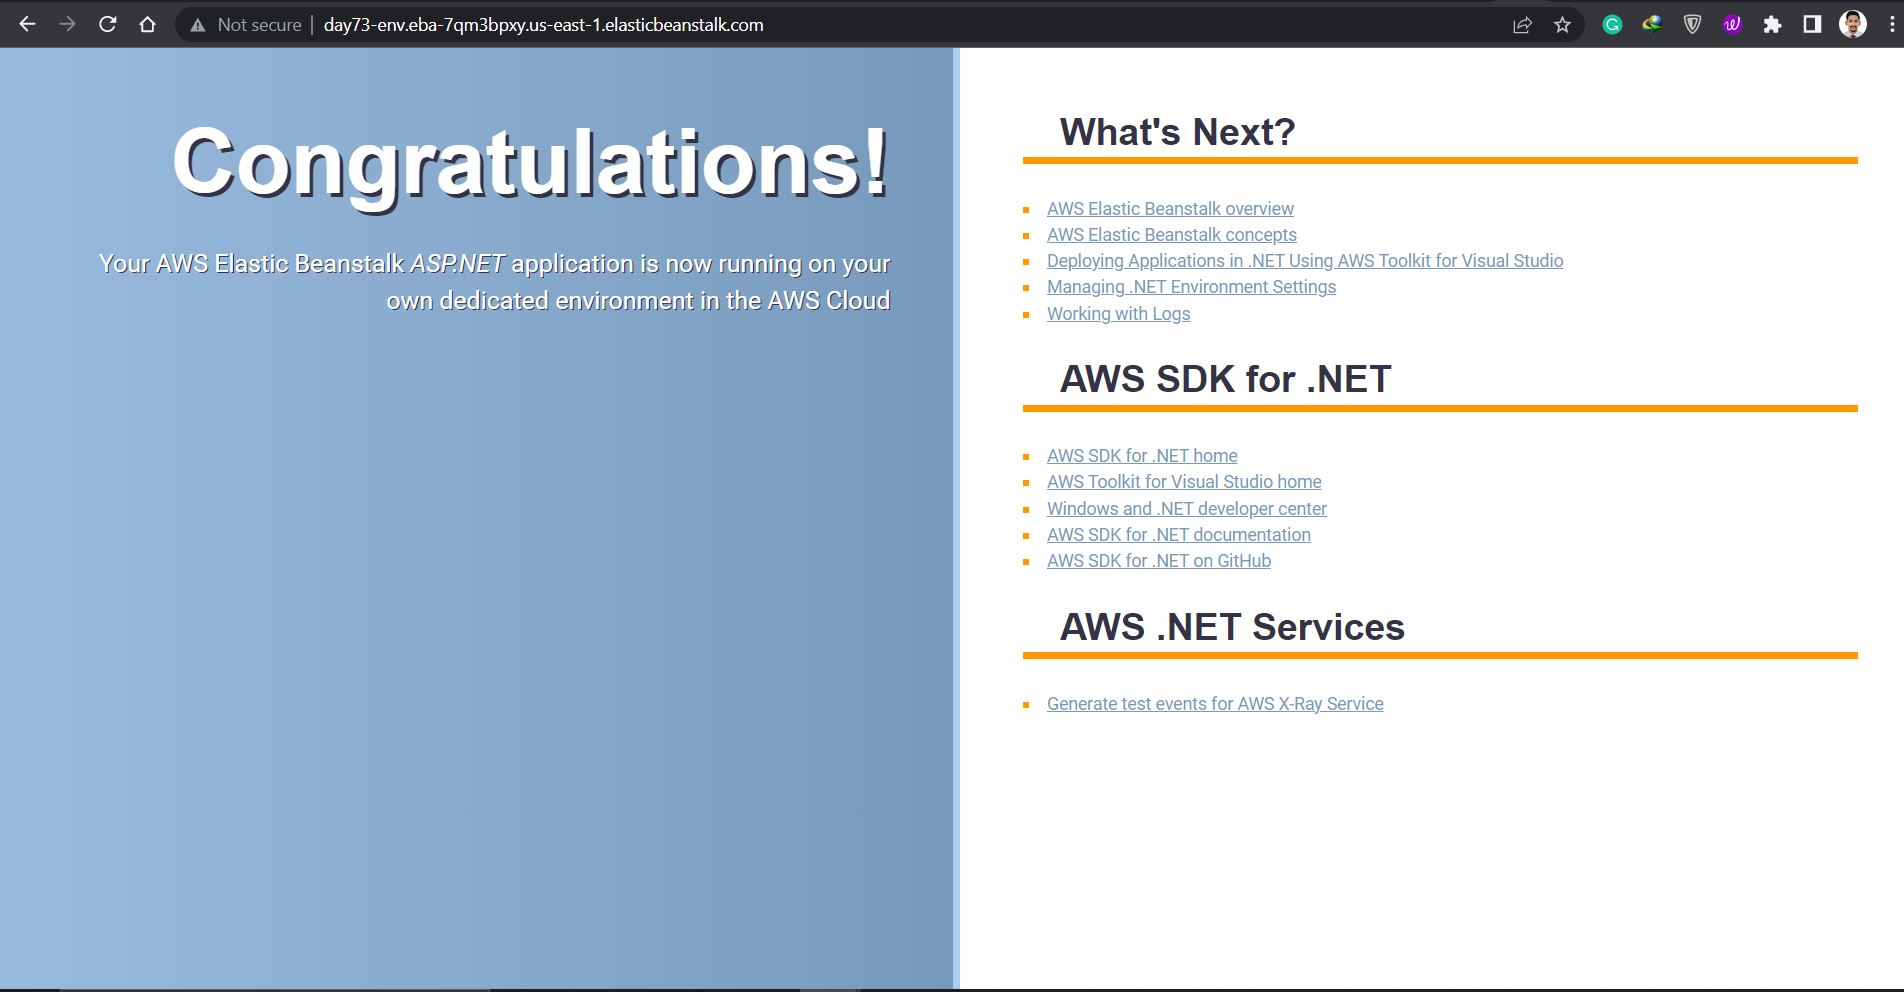 Not secure | day73-env.eba-7qm3bpxy.us-east-1.elasticbeanstalk.com
Congratulations!
Your AWS Elastic Beanstalk ASP.NET application is now running on your
own dedicated environment in the AWS Cloud
What's Next?
AWS Elastic Beanstalk overview
AWS Elastic Beanstalk concepts
Deploying Applications in .NET Using AWS Toolkit for Visual Studio
Managing .NET Environment Settings
Working with Logs
AWS SDK for .NET
AWS SDK for .NET home
AWS Toolkit for Visual Studio home
Windows and .NET developer center
AWS SDK for .NET documentation
AWS SDK for .NET on GitHub
AWS .NET Services
Generate test events for AWS X-Ray Service